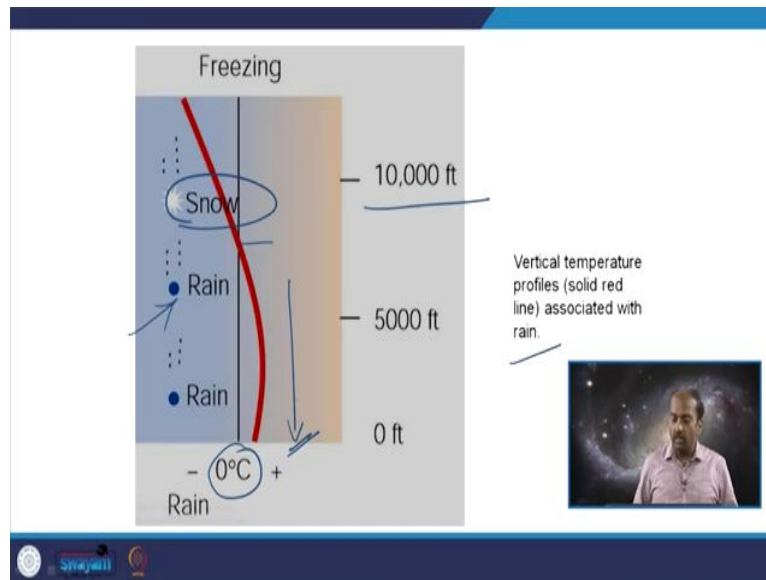 Freezing
10,000 ft
Snow
Rain
5000 ft
Rain
0 ft
- 0°C +
Rain
Vertical temperature
profiles (solid red
line) associated with
rain.
swayam